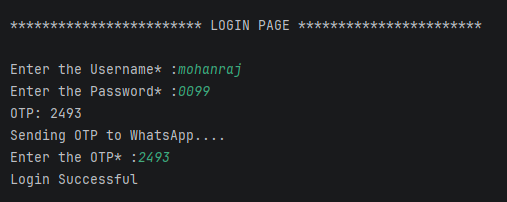 ************************ LOGIN PAGE ***********************
Enter the Username* :mohanraj
Enter the Password* :0099
OTP: 2493
Sending OTP to WhatsApp....
Enter the OTP* :2493
Login Successful